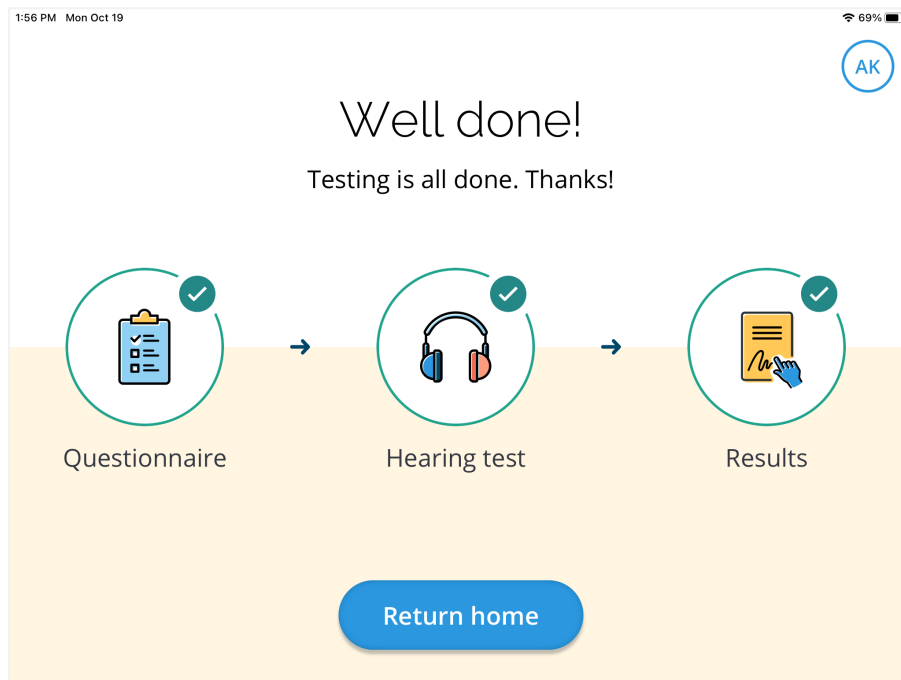 1:56 PM Mon Oct 19
69%
AK
Well done!
Testing is all done. Thanks!
Questionnaire
Hearing test
Results
Return home